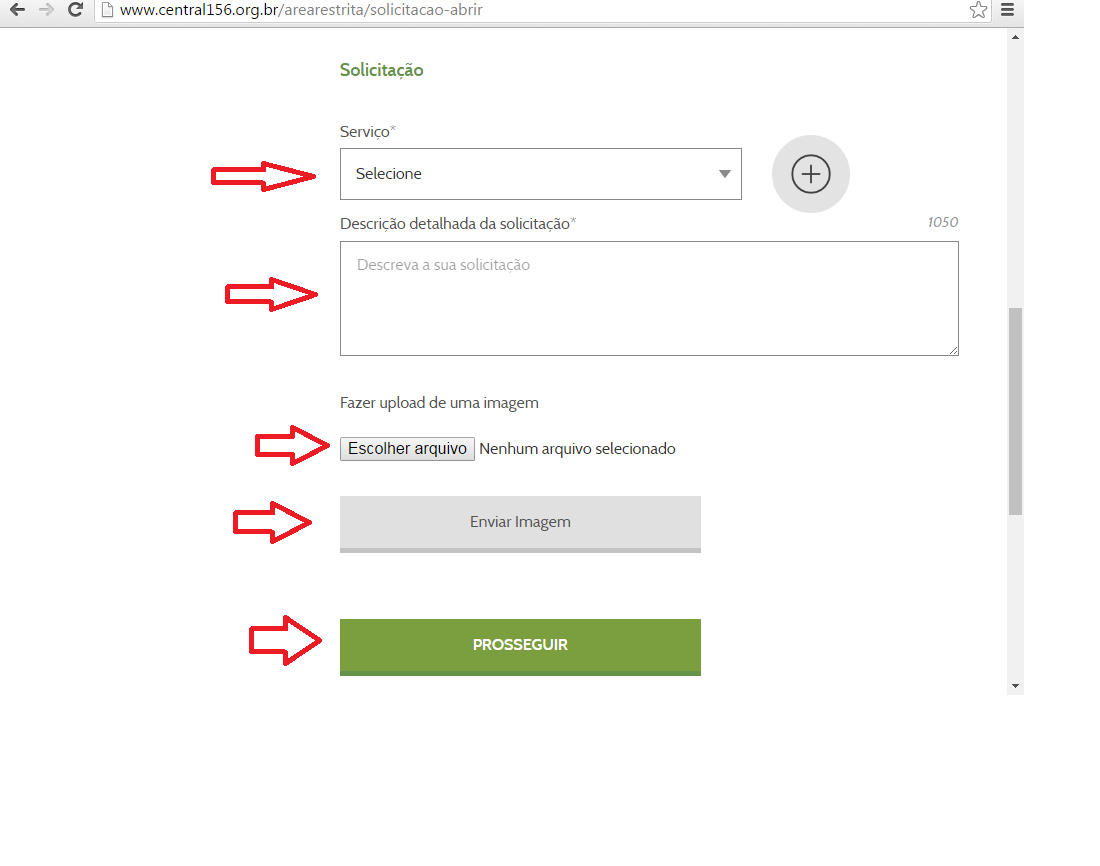 www.central156.org.br/arearestrita/solicitacao-abrir
Solicitação
Serviço*
Selecione
Descrição detalhada da solicitação*
1050
Descreva a sua solicitação
Fazer upload de uma imagem
Escolher arquivo Nenhum arquivo selecionado
Enviar Imagem
PROSSEGUIR